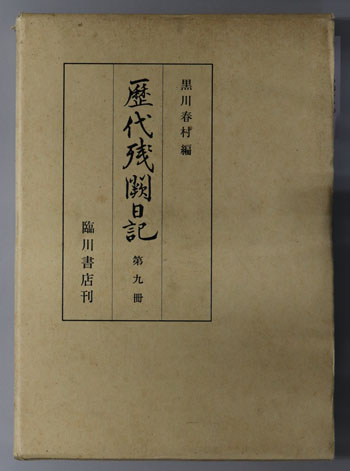 黒川春村編
歴代残闕日記
第九冊
臨川書店刊